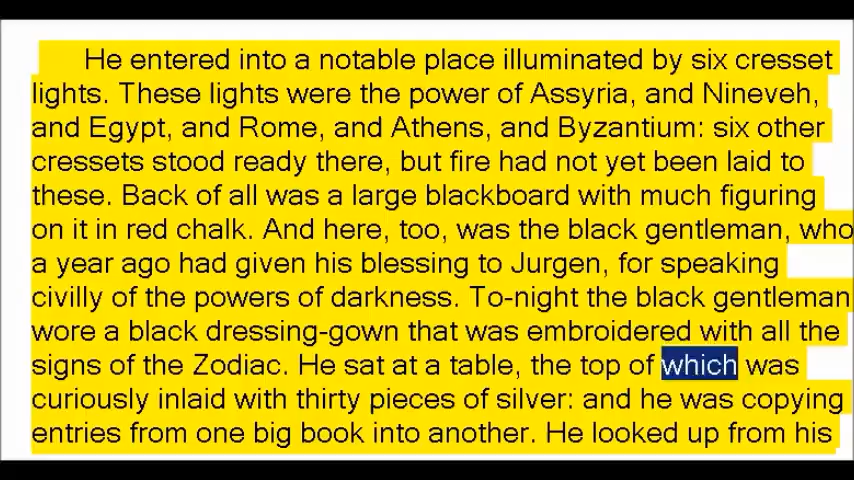 He entered into a notable place illuminated by six cresset
lights. These lights were the power of Assyria, and Nineveh,
and Egypt, and Rome, and Athens, and Byzantium: six other
cressets stood ready there, but fire had not yet been laid to
these. Back of all was a large blackboard with much figuring
on it in red chalk. And here, too, was the black gentleman, who
a year ago had given his blessing to Jurgen, for speaking
civilly of the powers of darkness. To-night the black gentleman
wore a black dressing-gown that was embroidered with all the
signs of the Zodiac. He sat at a table, the top of which was
curiously inlaid with thirty pieces of silver: and he was copying
entries from one big book into another. He looked up from his